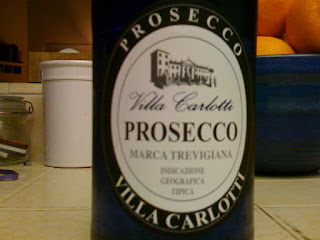 PROSECCO
Villa Carlotti
PROSECCO
MARCA TREVIGIANA
INDICAZIONE
GEOGRAFICA
TIPICA
VILLA CARLOTTI